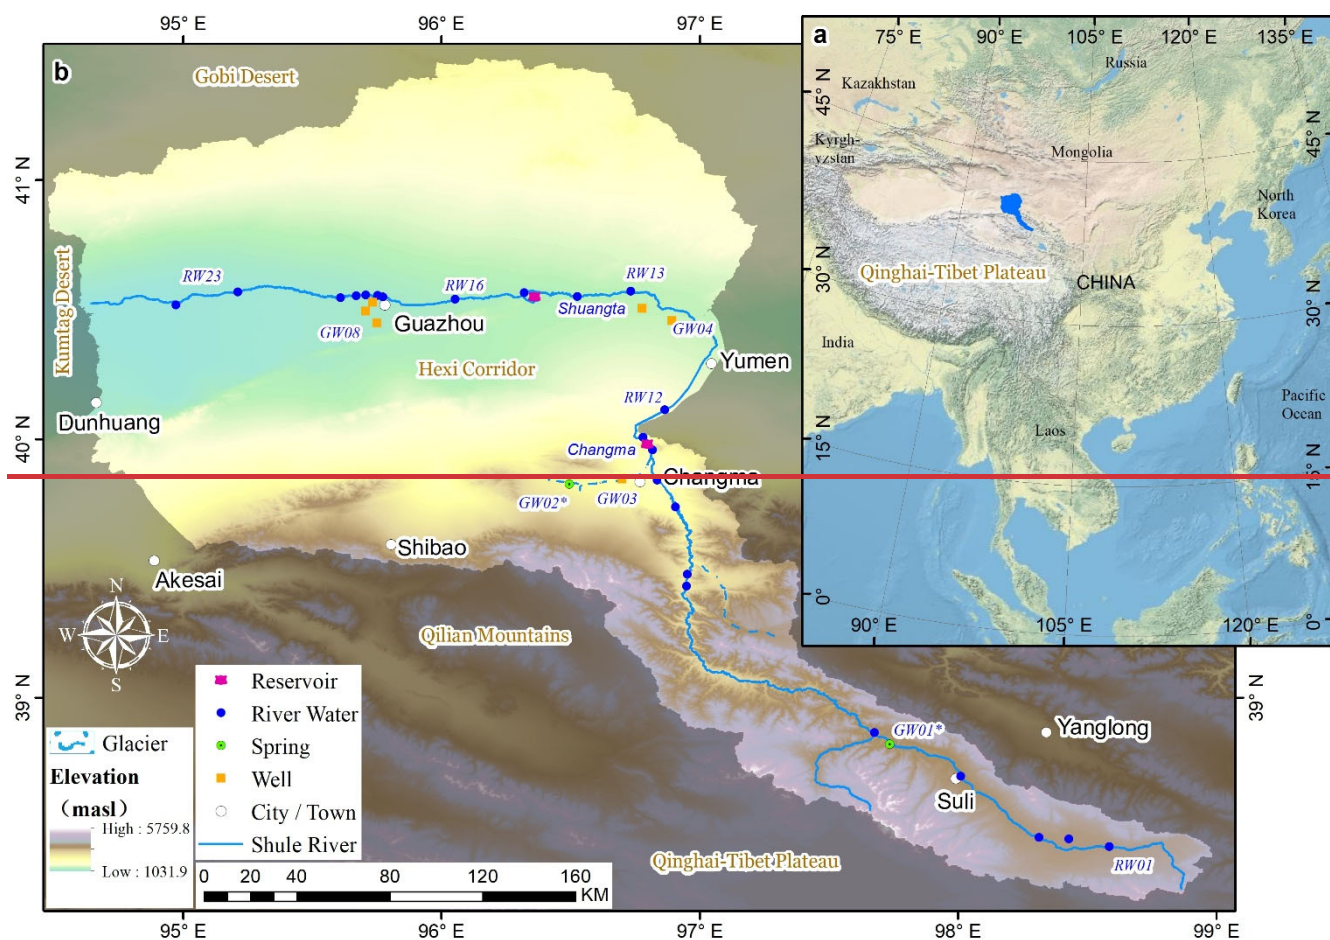 95° E
96° E
97° E
b
Gobi Desert
41° N
40° N
39° N
Kumtag Desert
RW23
RW16
RW13
Shuangta
GW08
Guazhou
GW04
Hexi Corridor
Yumen
Dunhuang
RW12
Changma
Changma
GW02*
GW03
Shibao
Akesai
N
W
E
S
Qilian Mountains
GW01*
Yanglong
Suli
RW01
Qinghai-Tibet Plateau
39° N
Reservoir
River Water
Spring
Well
City / Town
Shule River
Glacier
Elevation
(masl)
High : 5759.8
Low : 1031.9
0 20 40 80 120 160
KM
95° E
96° E
97° E
98° E
99° E
a
75° E
90° E
105° E
120° E
135° E
45° N
30° N
15° N
0°
45° N
30° N
15° N
0°
Russia
Kazakhstan
Kyrgh-
yzstan
Mongolia
North
Korea
Qinghai-Tibet Plateau
CHINA
India
Pacific
Ocean
Laos
90° E
105° E
120° E